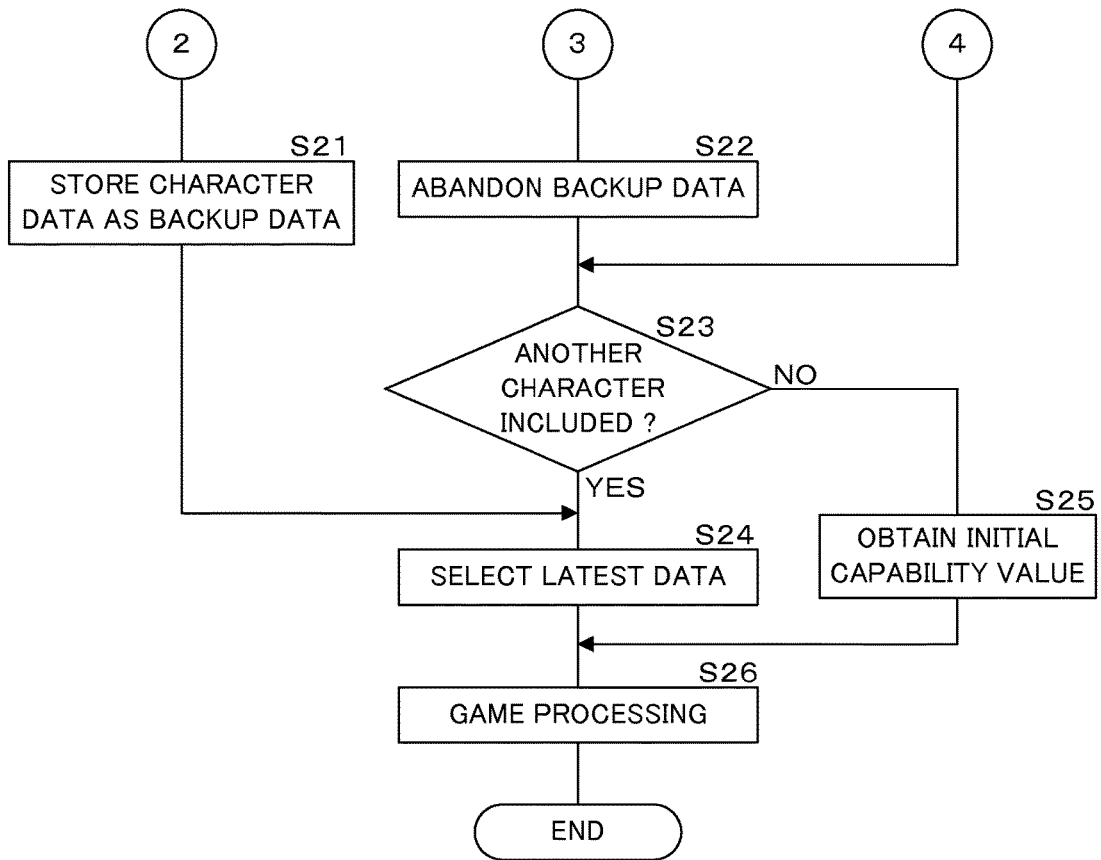 2
3
4
S21
STORE CHARACTER
DATA AS BACKUP DATA
S22
ABANDON BACKUP DATA
S23
ANOTHER
CHARACTER
INCLUDED ?
NO
YES
S24
SELECT LATEST DATA
S25
OBTAIN INITIAL
CAPABILITY VALUE
S26
GAME PROCESSING
END